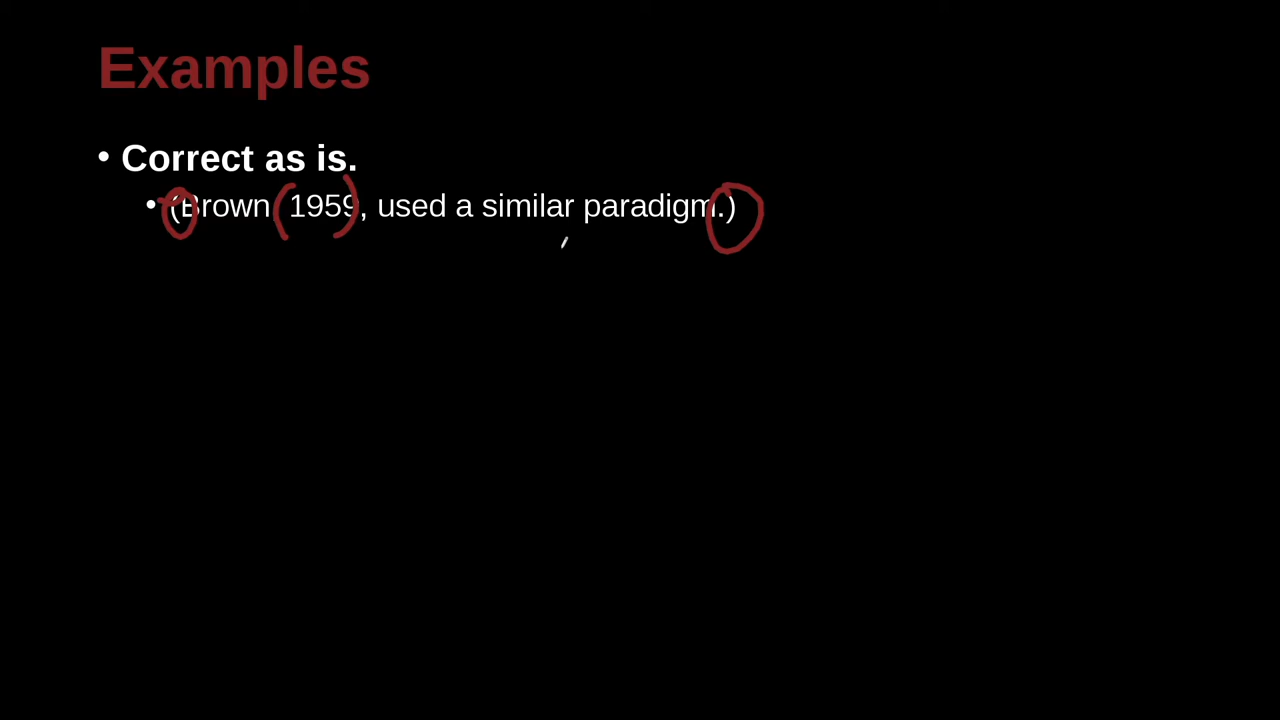 Examples
• Correct as is.
• (Brown, 1959, used a similar paradigm.)